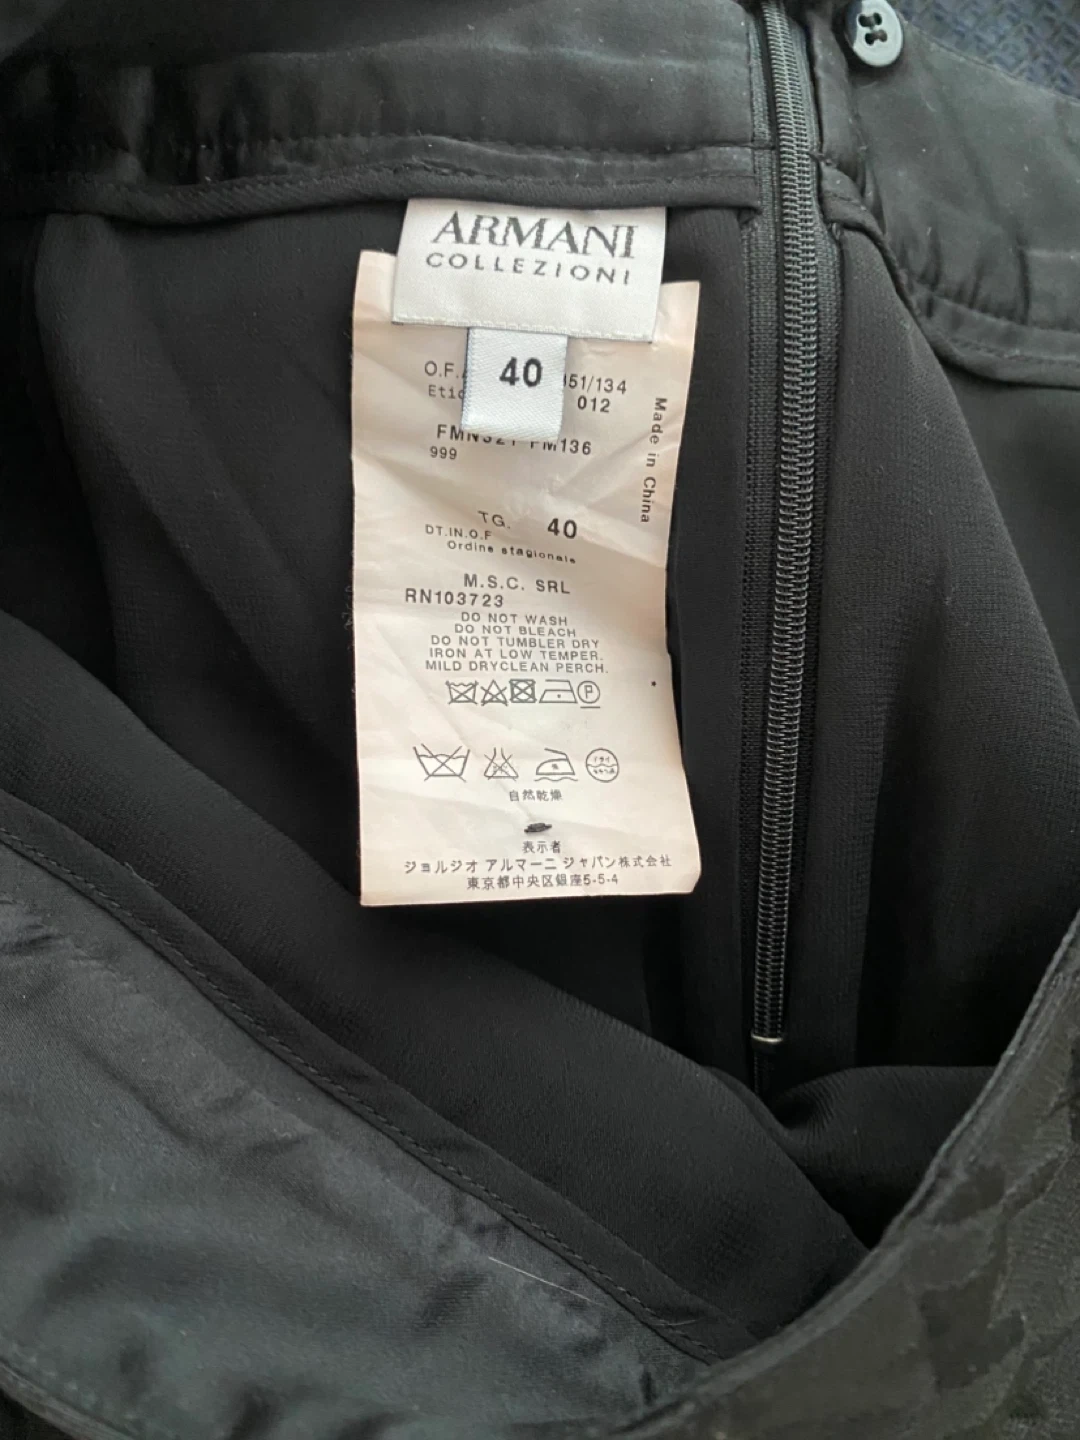 ARMANI
COLLEZIONI
40
O.F. 51/134
012
PM136
999
Made in China
TG. 40
DT.IN.O.F
Ordine stagionale
M.S.C. SRL
RN103723
DO NOT WASH
DO NOT BLEACH
DO NOT TUMBLER DRY
IRON AT LOW TEMPER.
MILD DRYCLEAN PERCH.
P
自然乾燥
表示者
ジョルジオ アルマーニ ジャパン株式会社
東京都中央区銀座5-5-4